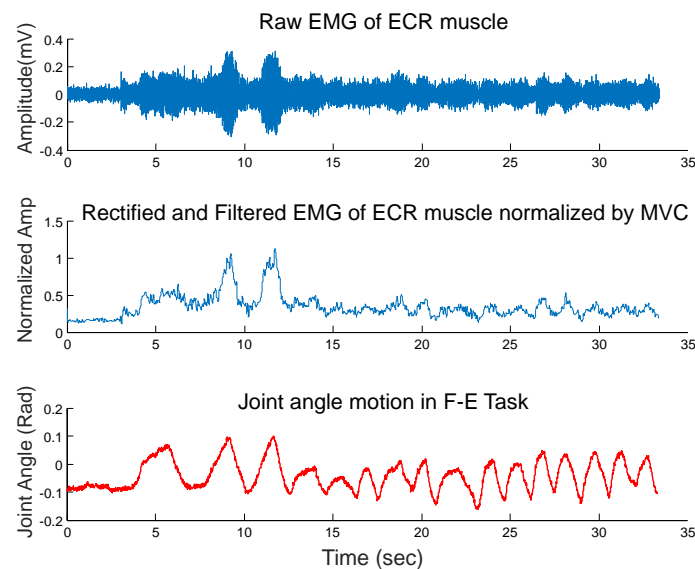 Raw EMG of ECR muscle
Amplitude(mV)
0.4
0.2
0
-0.2
-0.4
0 5 10 15 20 25 30 35
Rectified and Filtered EMG of ECR muscle normalized by MVC
Normalized Amp
1.5
1
0.5
0
0 5 10 15 20 25 30 35
Joint angle motion in F-E Task
Joint Angle (Rad)
0.2
0.1
0
-0.1
-0.2
0 5 10 15 20 25 30 35
Time (sec)